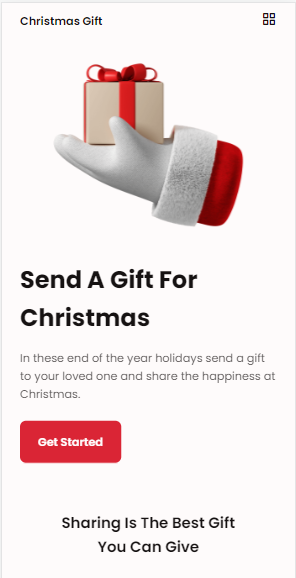 Christmas Gift
Send A Gift For
Christmas
In these end of the year holidays send a gift
to your loved one and share the happiness at
Christmas.
Get Started
Sharing Is The Best Gift
You Can Give